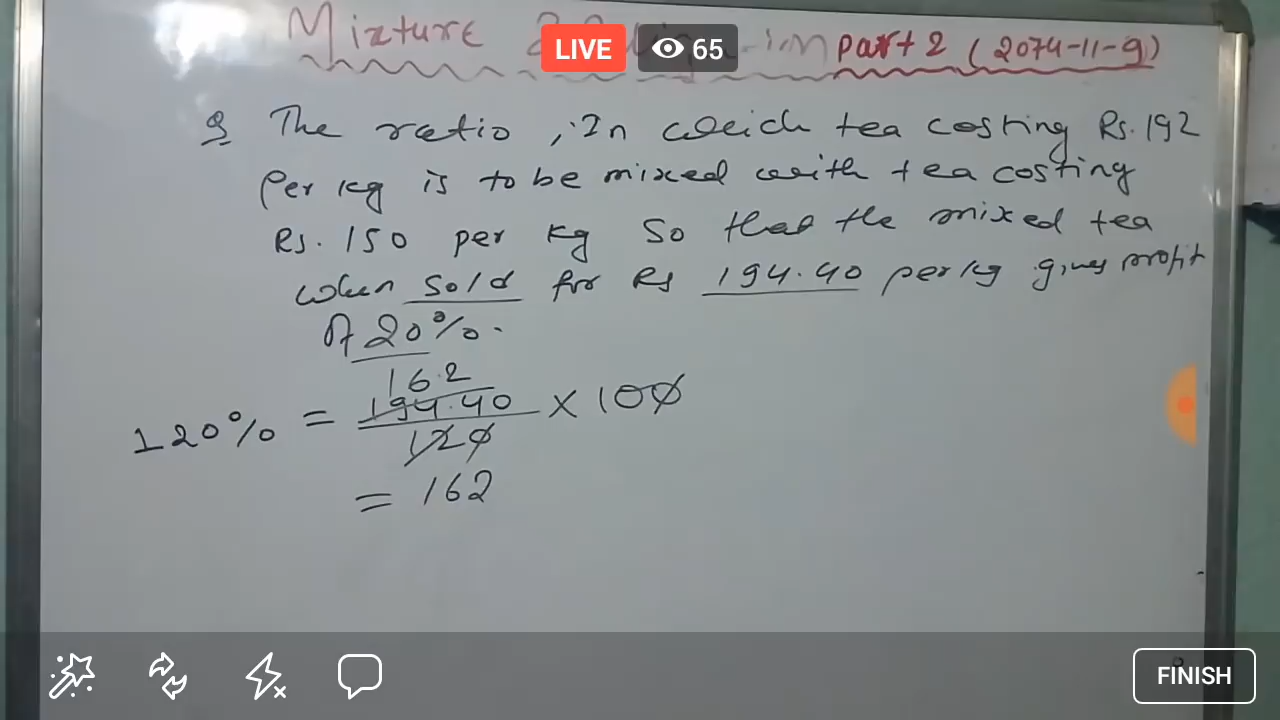 Mixture
LIVE 65
part 2 (2074-11-9)
Q The ratio, In which tea costing Rs. 192
Per kg is to be mixed with tea costing
Rs. 150 per kg So that the mixed tea
when sold for Rs 194.40 per kg gives profit
of 20%.
16.2
120% = 194.40 × 100
120
= 162
FINISH